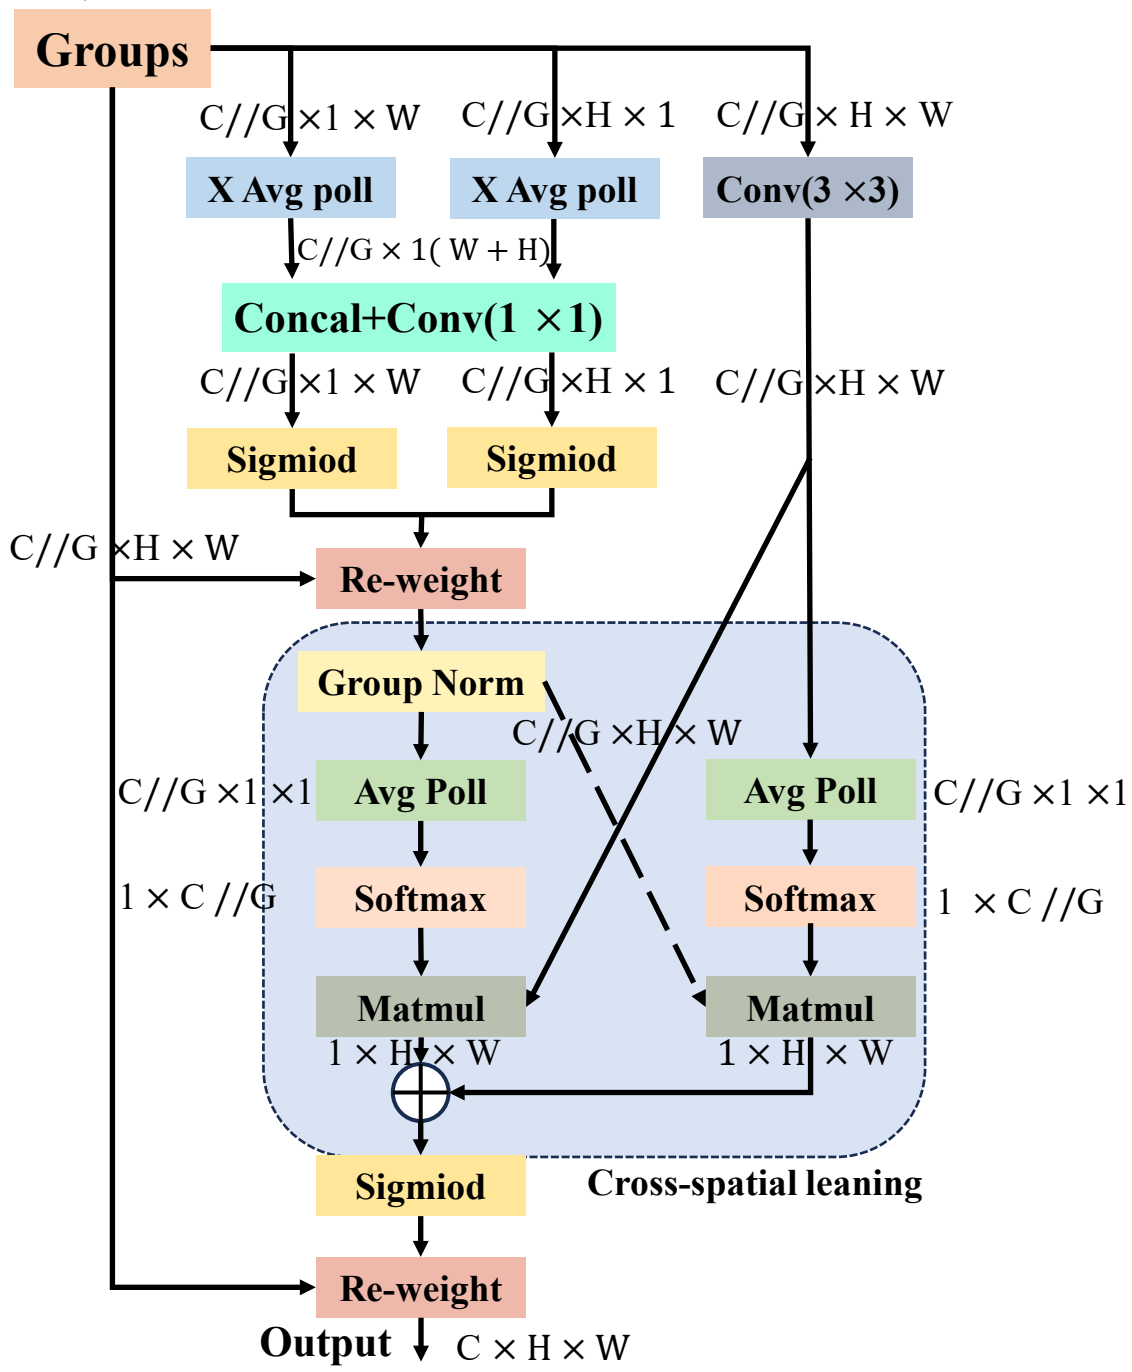 Groups
C//G ×1 × W
C//G ×H × 1
C//G × H × W
X Avg poll
X Avg poll
Conv(3 ×3)
C//G × 1( W + H)
Concal+Conv(1 ×1)
C//G ×1 × W
C//G ×H × 1
C//G ×H × W
Sigmiod
Sigmiod
C//G ×H × W
Re-weight
Group Norm
C//G ×H × W
C//G ×1 ×1
Avg Poll
Avg Poll
C//G ×1 ×1
1 × C //G
Softmax
Softmax
1 × C //G
Matmul
Matmul
1 × H × W
1 × H × W
Sigmiod
Cross-spatial leaning
Re-weight
Output
C × H × W